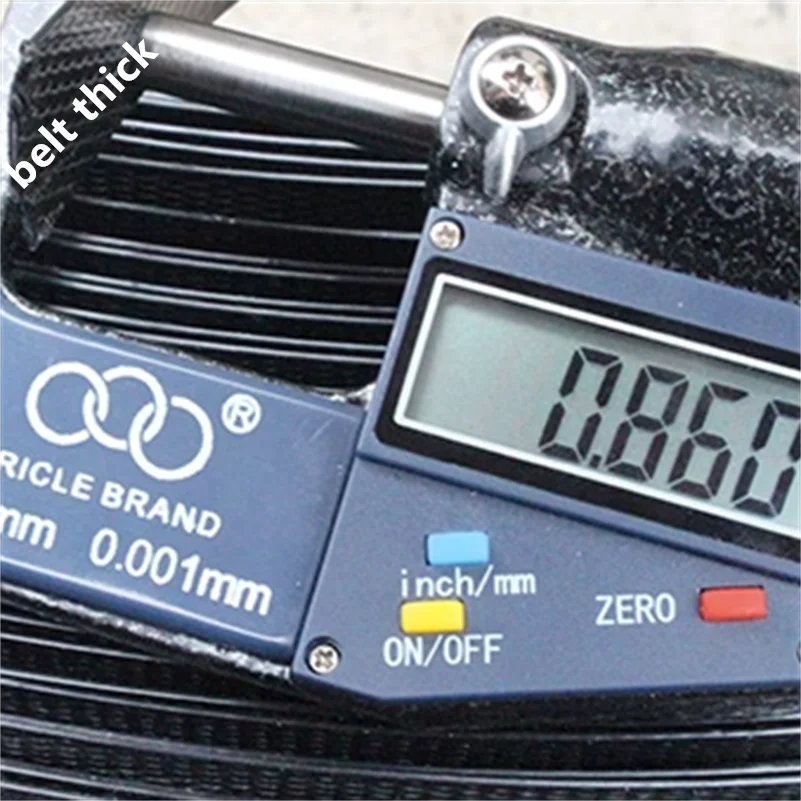 belt thick
0.860
®
RICLE BRAND
mm 0.001mm
inch/mm
ZERO
ON/OFF